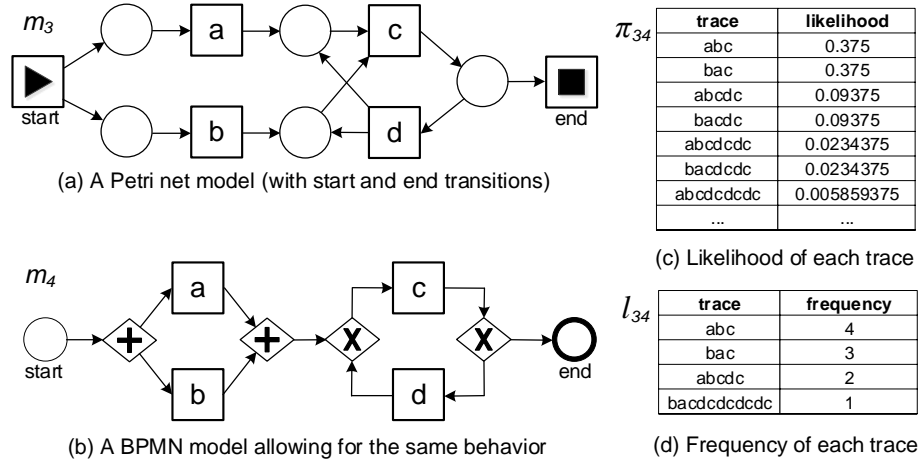 m3
a
c
start
b
d
end
(a) A Petri net model (with start and end transitions)
m4
a
c
start
b
d
end
(b) A BPMN model allowing for the same behavior
π34
trace likelihood
abc 0.375
bac 0.375
abcdc 0.09375
bacdc 0.09375
abcdcdc 0.0234375
bacdcdc 0.0234375
abcdcdcdc 0.005859375
... ...
(c) Likelihood of each trace
l34
trace frequency
abc 4
bac 3
abcdc 2
bacdcdcdcdc 1
(d) Frequency of each trace